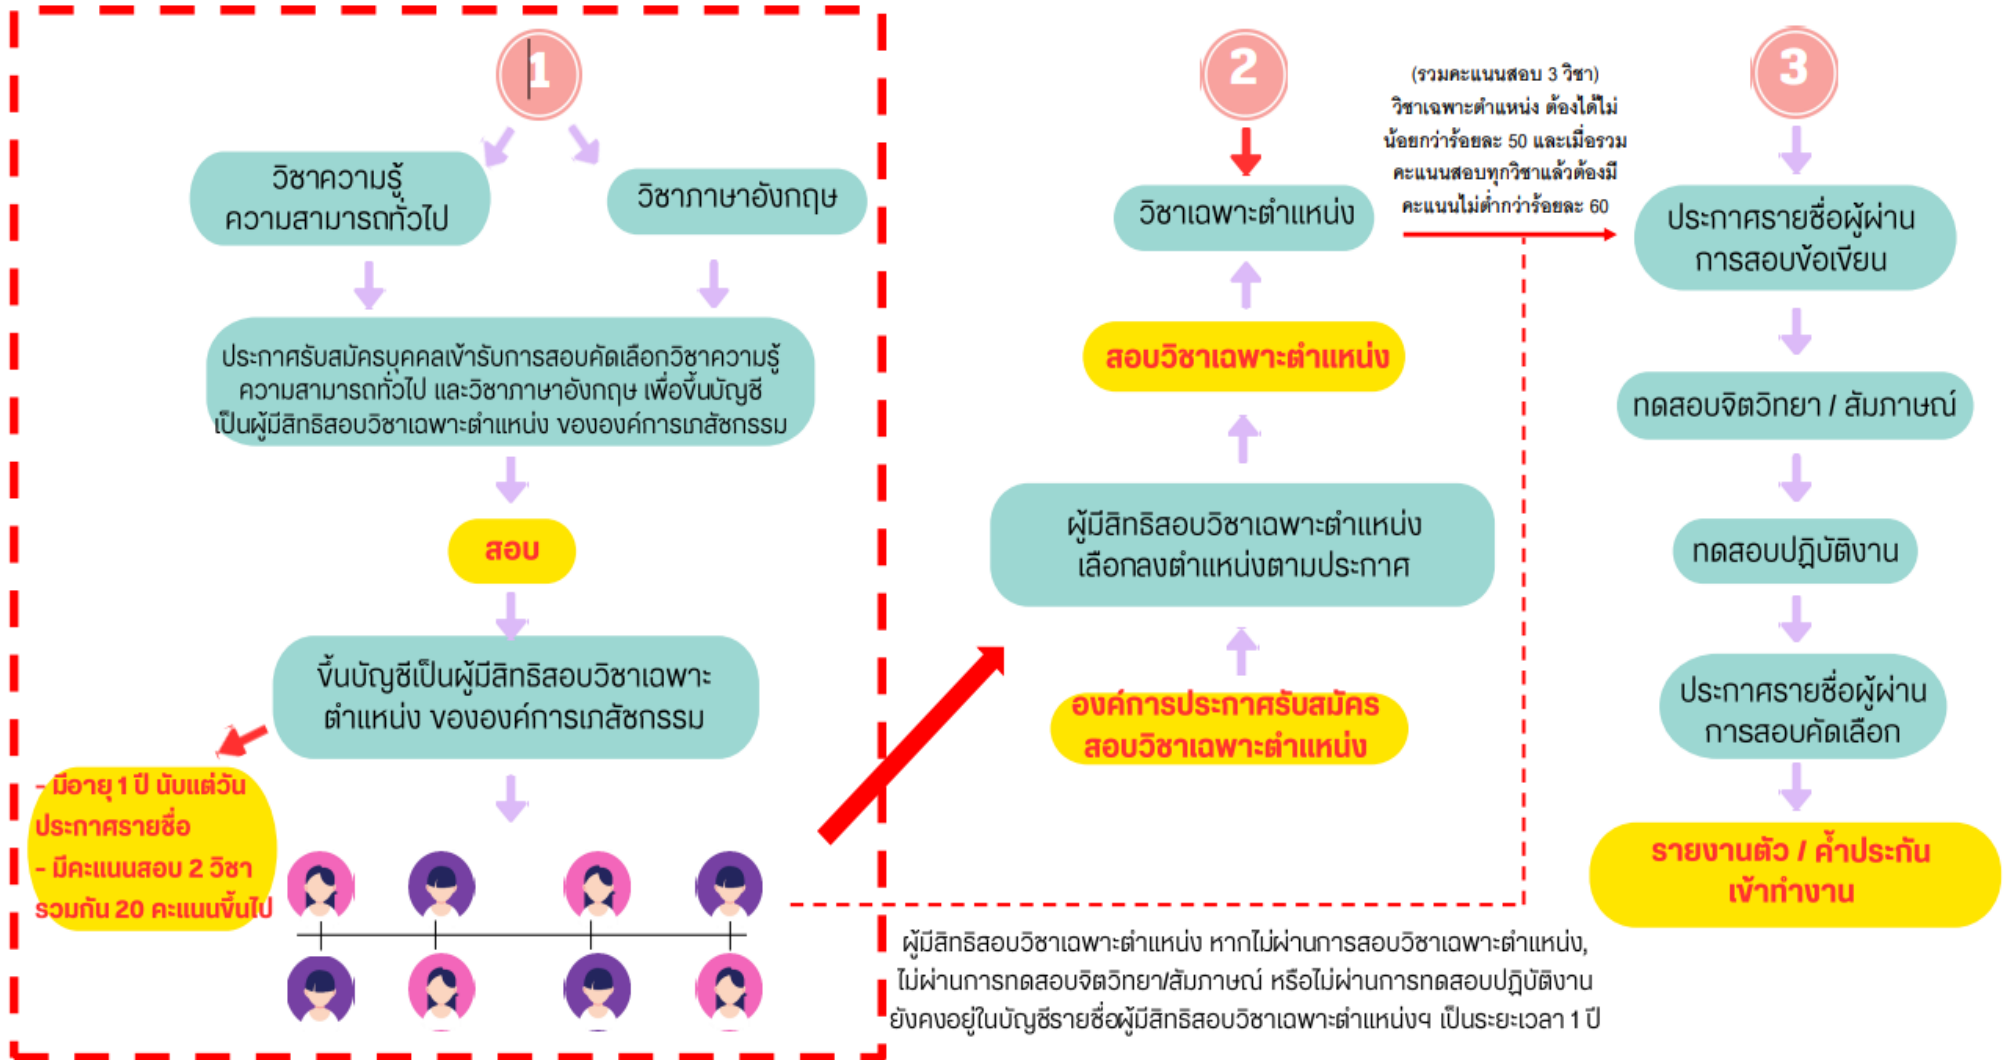 1
วิชาความรู้
ความสามารถทั่วไป
วิชาภาษาอังกฤษ
ประกาศรับสมัครบุคคลเข้ารับการสอบคัดเลือกวิชาความรู้
ความสามารถทั่วไป และวิชาภาษาอังกฤษ เพื่อขึ้นบัญชี
เป็นผู้มีสิทธิสอบวิชาเฉพาะตำแหน่ง ขององค์การเภสัชกรรม
สอบ
ขึ้นบัญชีเป็นผู้มีสิทธิสอบวิชาเฉพาะ
ตำแหน่ง ขององค์การเภสัชกรรม
- มีอายุ 1 ปี นับแต่วัน
ประกาศรายชื่อ
- มีคะแนนสอบ 2 วิชา
รวมกัน 20 คะแนนขึ้นไป
2
วิชาเฉพาะตำแหน่ง
สอบวิชาเฉพาะตำแหน่ง
ผู้มีสิทธิสอบวิชาเฉพาะตำแหน่ง
เลือกลงตำแหน่งตามประกาศ
องค์การประกาศรับสมัคร
สอบวิชาเฉพาะตำแหน่ง
(รวมคะแนนสอบ 3 วิชา)
วิชาเฉพาะตำแหน่ง ต้องได้ไม่
น้อยกว่าร้อยละ 50 และเมื่อรวม
คะแนนสอบทุกวิชาแล้วต้องมี
คะแนนไม่ต่ำกว่าร้อยละ 60
3
ประกาศรายชื่อผู้ผ่าน
การสอบข้อเขียน
ทดสอบจิตวิทยา / สัมภาษณ์
ทดสอบปฏิบัติงาน
ประกาศรายชื่อผู้ผ่าน
การสอบคัดเลือก
รายงานตัว / ค้ำประกัน
เข้าทำงาน
ผู้มีสิทธิสอบวิชาเฉพาะตำแหน่ง หากไม่ผ่านการสอบวิชาเฉพาะตำแหน่ง,
ไม่ผ่านการทดสอบจิตวิทยา/สัมภาษณ์ หรือไม่ผ่านการทดสอบปฏิบัติงาน
ยังคงอยู่ในบัญชีรายชื่อผู้มีสิทธิสอบวิชาเฉพาะตำแหน่งฯ เป็นระยะเวลา 1 ปี